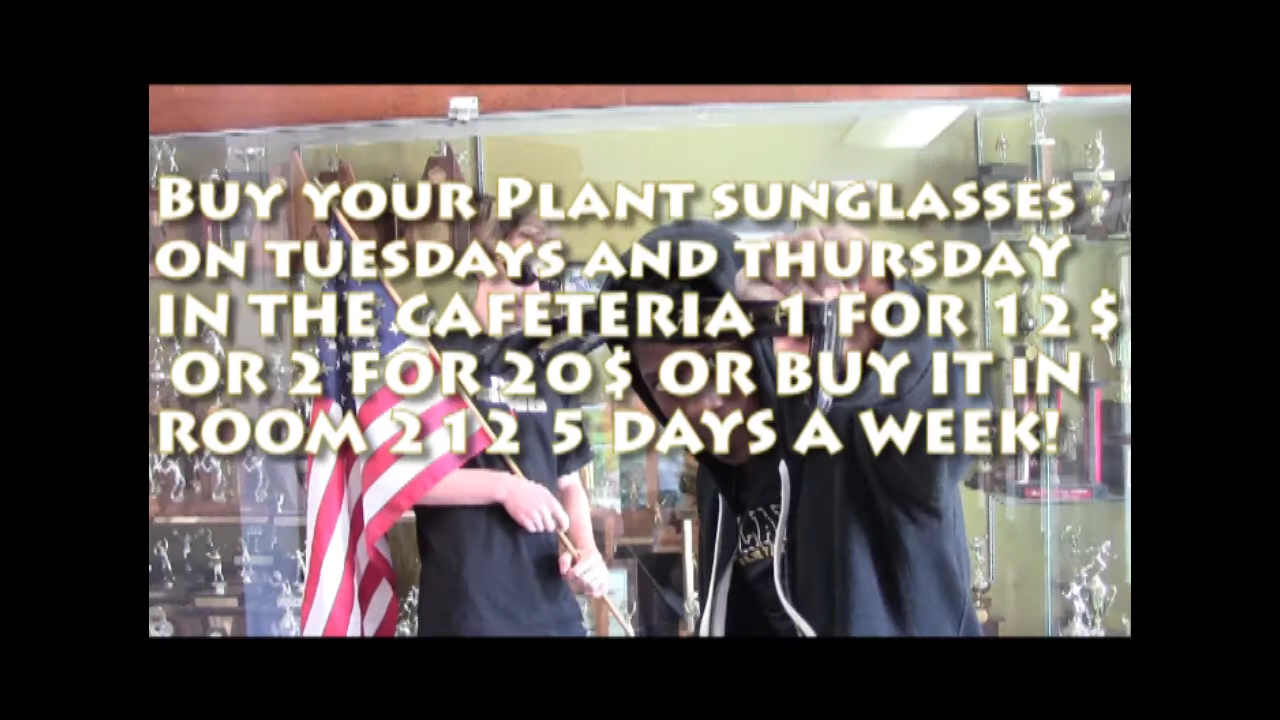 Buy your Plant sunglasses
on tuesdays and thursday
in the cafeteria 1 for 12 $
or 2 for 20$ or buy it in
room 212 5 days a week!